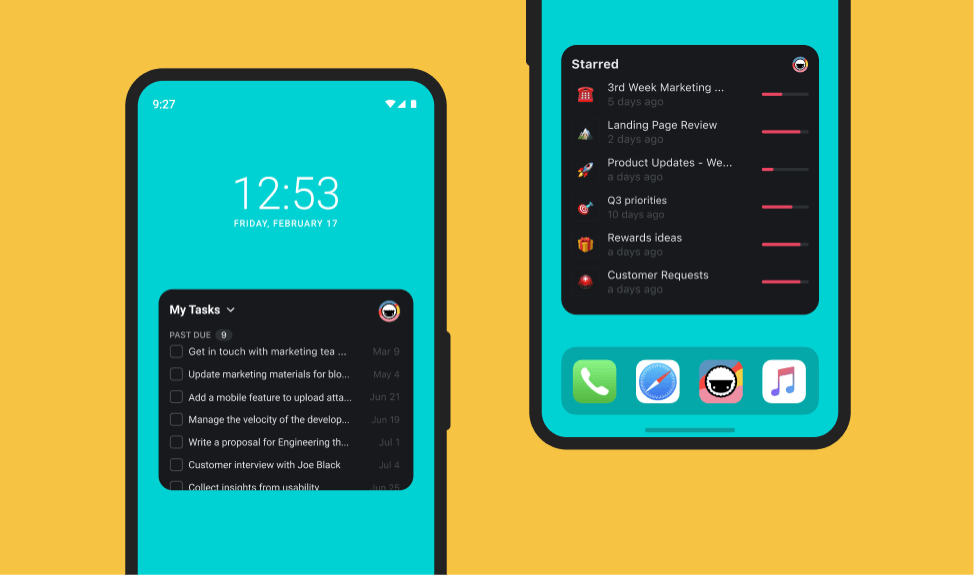 9:27
12:53
FRIDAY, FEBRUARY 17
My Tasks
PAST DUE 9
Get in touch with marketing tea ... Mar 9
Update marketing materials for blo... May 4
Add a mobile feature to upload atta... Jun 21
Manage the velocity of the develop... Jun 19
Write a proposal for Engineering th... Jul 1
Customer interview with Joe Black Jul 4
Collect insights from usability Jun 25
Starred
3rd Week Marketing ...
5 days ago
Landing Page Review
2 days ago
Product Updates - We...
a days ago
Q3 priorities
10 days ago
Rewards ideas
a days ago
Customer Requests
a days ago